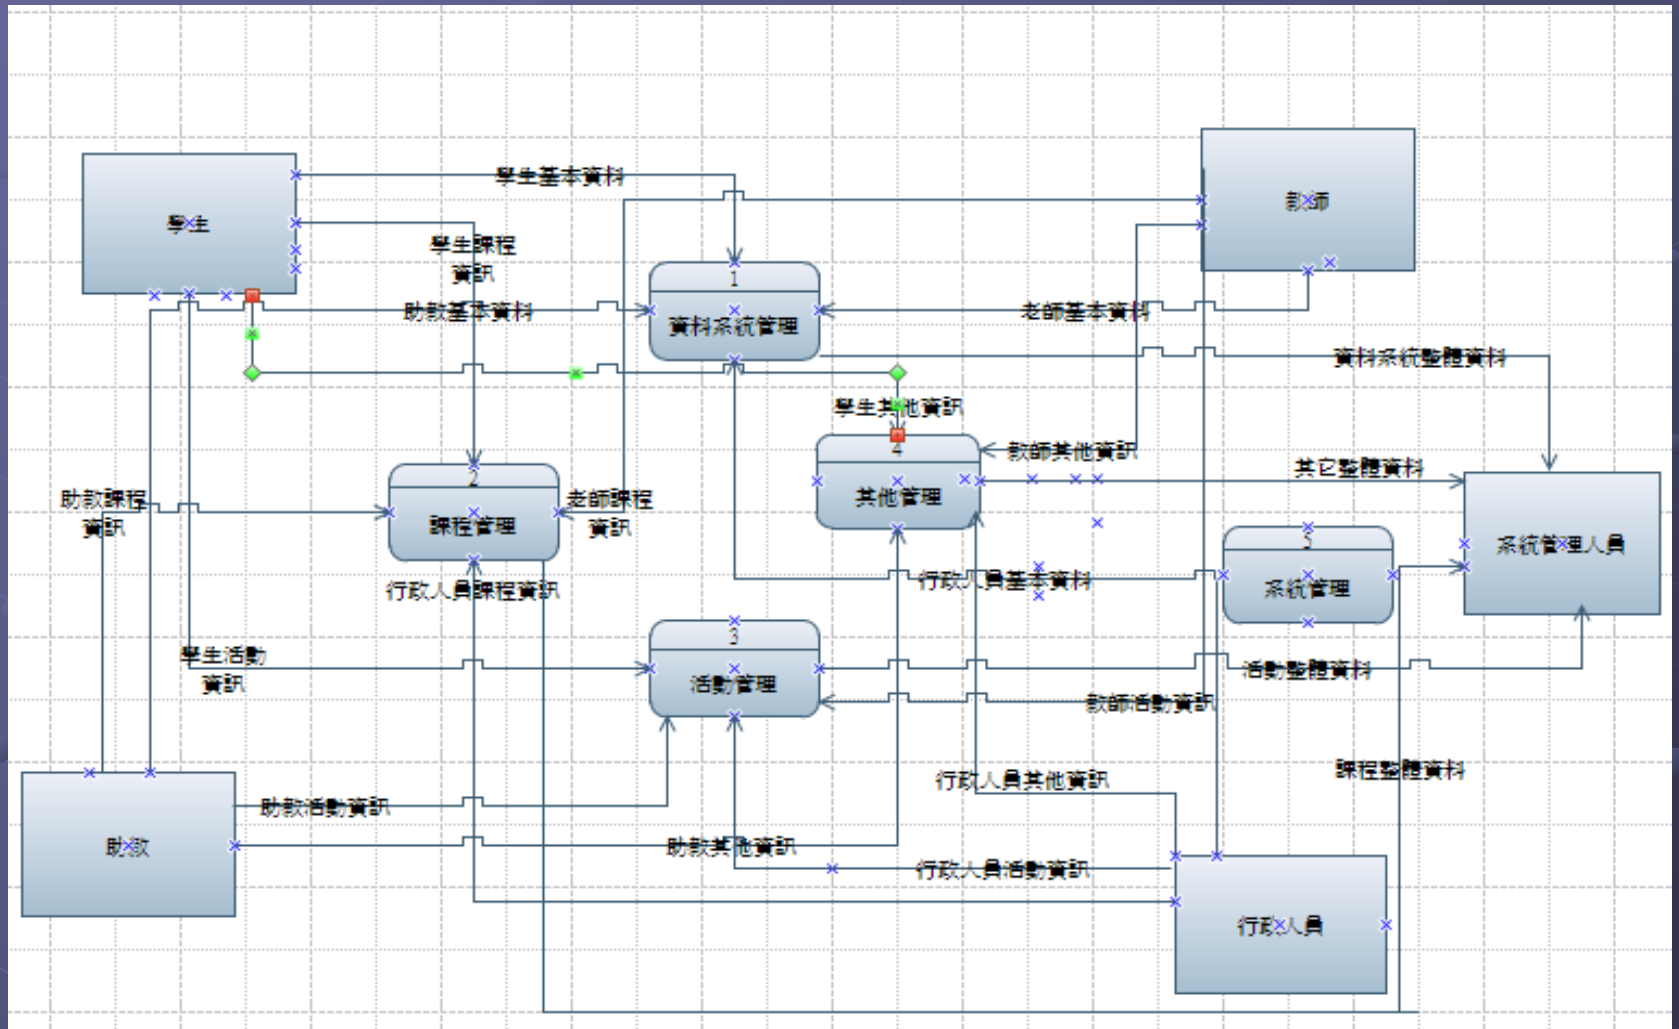 教師
學生基本資料
學生
學生課程
資訊
1
助教基本資料
資料系統管理
老師基本資料
資料系統整體資料
學生其他資訊
4
教師其他資訊
其它整體資料
2
其他管理
助教課程
資訊
課程管理
老師課程
資訊
5
系統管理人員
行政人員課程資訊
行政人員基本資料
系統管理
3
學生活動
資訊
活動管理
活動整體資料
教師活動資訊
行政人員其他資訊
課程整體資料
助教活動資訊
助教
助教其他資訊
行政人員活動資訊
行政人員